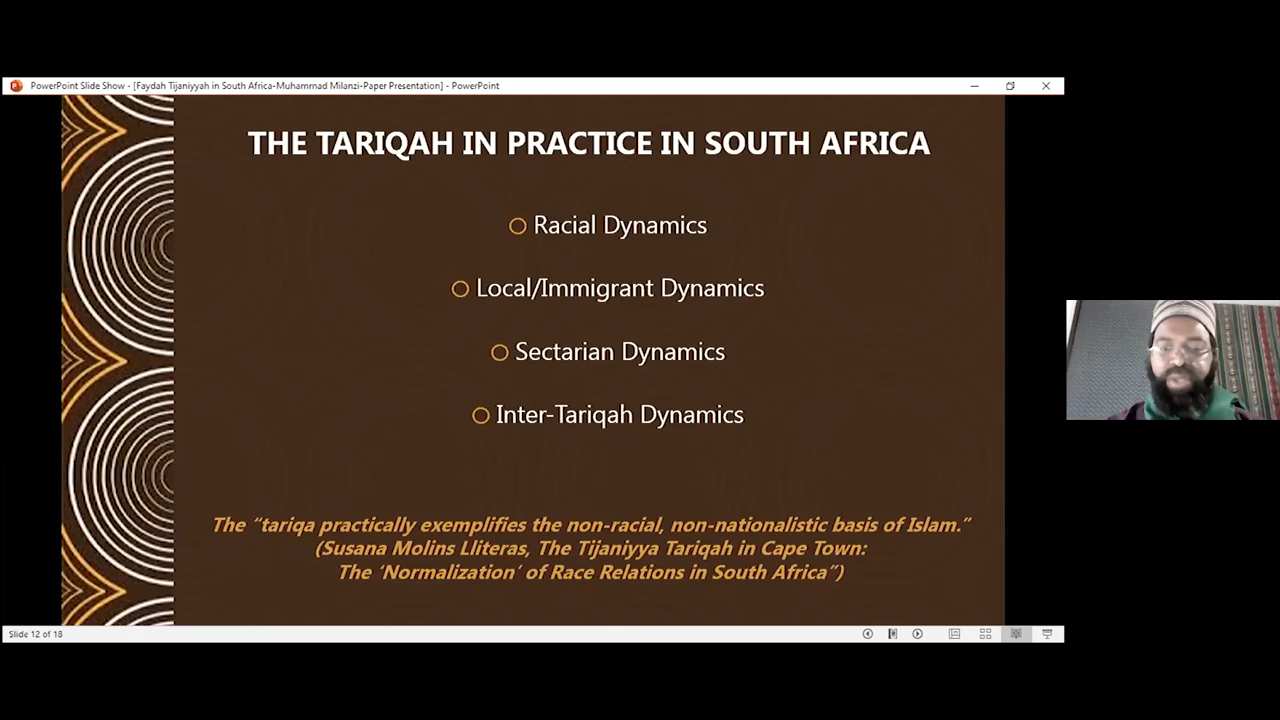 PowerPoint Slide Show - [Faydah Tijaniyyah in South Africa-Muhammad Milanzi-Paper Presentation] - PowerPoint
THE TARIQAH IN PRACTICE IN SOUTH AFRICA
Racial Dynamics
Local/Immigrant Dynamics
Sectarian Dynamics
Inter-Tariqah Dynamics
The “tariqa practically exemplifies the non-racial, non-nationalistic basis of Islam.”
(Susana Molins Lliteras, The Tijaniyya Tariqah in Cape Town:
The ‘Normalization’ of Race Relations in South Africa”)
Slide 12 of 18